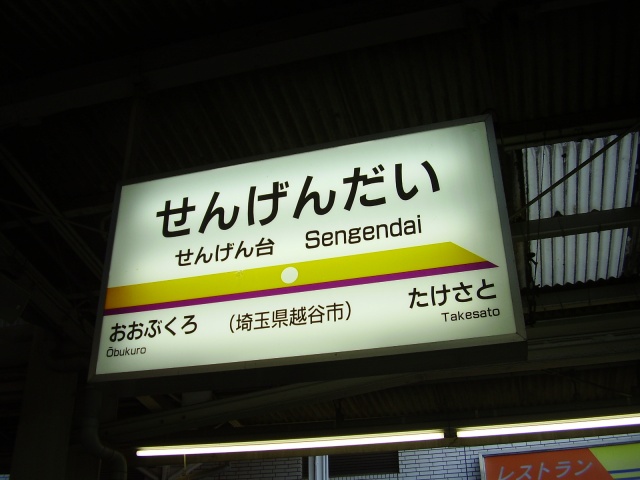 せんげんだい
せんげん台 Sengendai
おおぶくろ (埼玉県越谷市) たけさと
Ōbukuro Takesato
レストラン